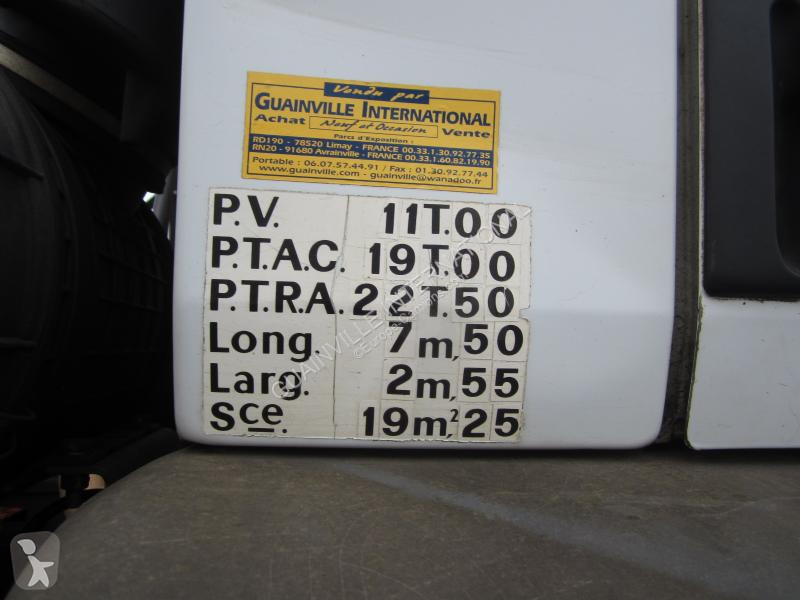 Vendu par
GUAINVILLE INTERNATIONAL
Achat Neuf et Occasion Vente
Parcs d'Exposition :
RD190 - 78520 Limay - FRANCE 00.33.1.30.92.77.35
RN20 - 91680 Avrainville - FRANCE 00.33.1.60.82.19.90
Portable : 06.07.57.44.91 / Fax : 01.30.92.77.44
www.guainville.com - guainville@wanadoo.fr
P.V. 11T.00
P.T.A.C. 19T.00
P.T.R.A. 22T.50
Long. 7m,50
Larg. 2m,55
Sce. 19m²,25
GUAINVILLE INTERNATIONAL